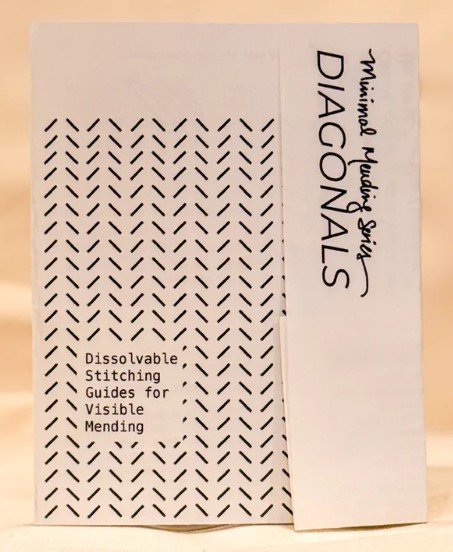 Minimal Mending Series
DIAGONALS
Dissolvable
Stitching
Guides for
Visible
Mending